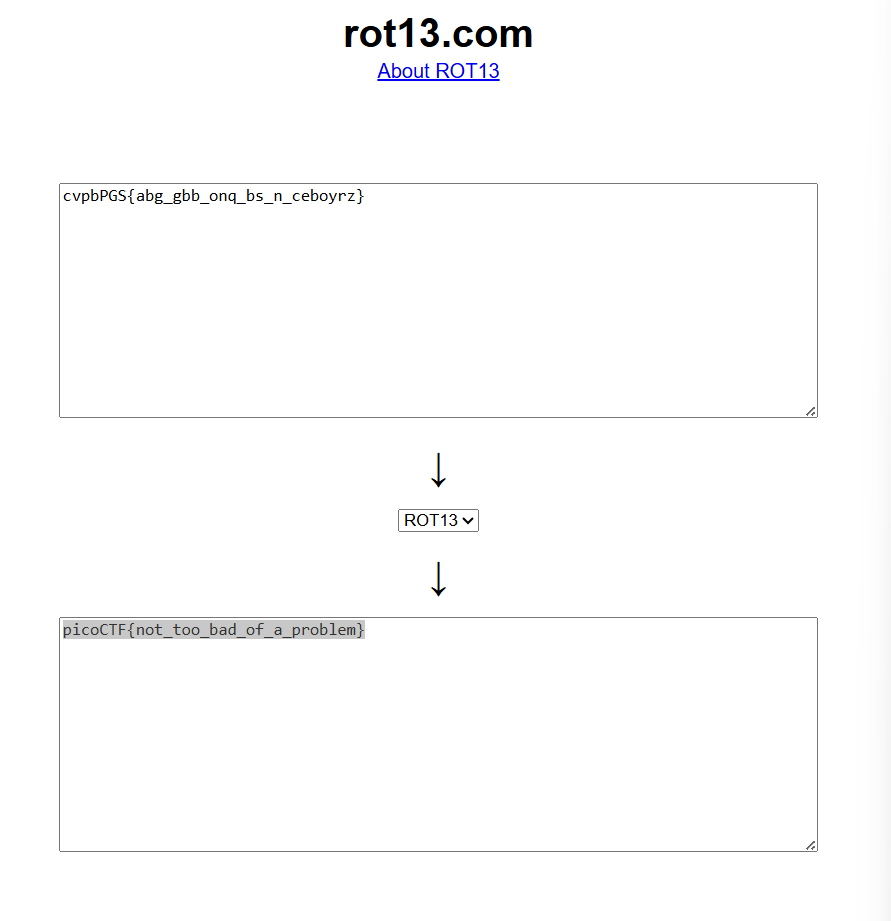 rot13.com
About ROT13
cvpbPGS{abg_gbb_onq_bs_n_ceboyrz}
↓
ROT13
↓
picoCTF{not_too_bad_of_a_problem}